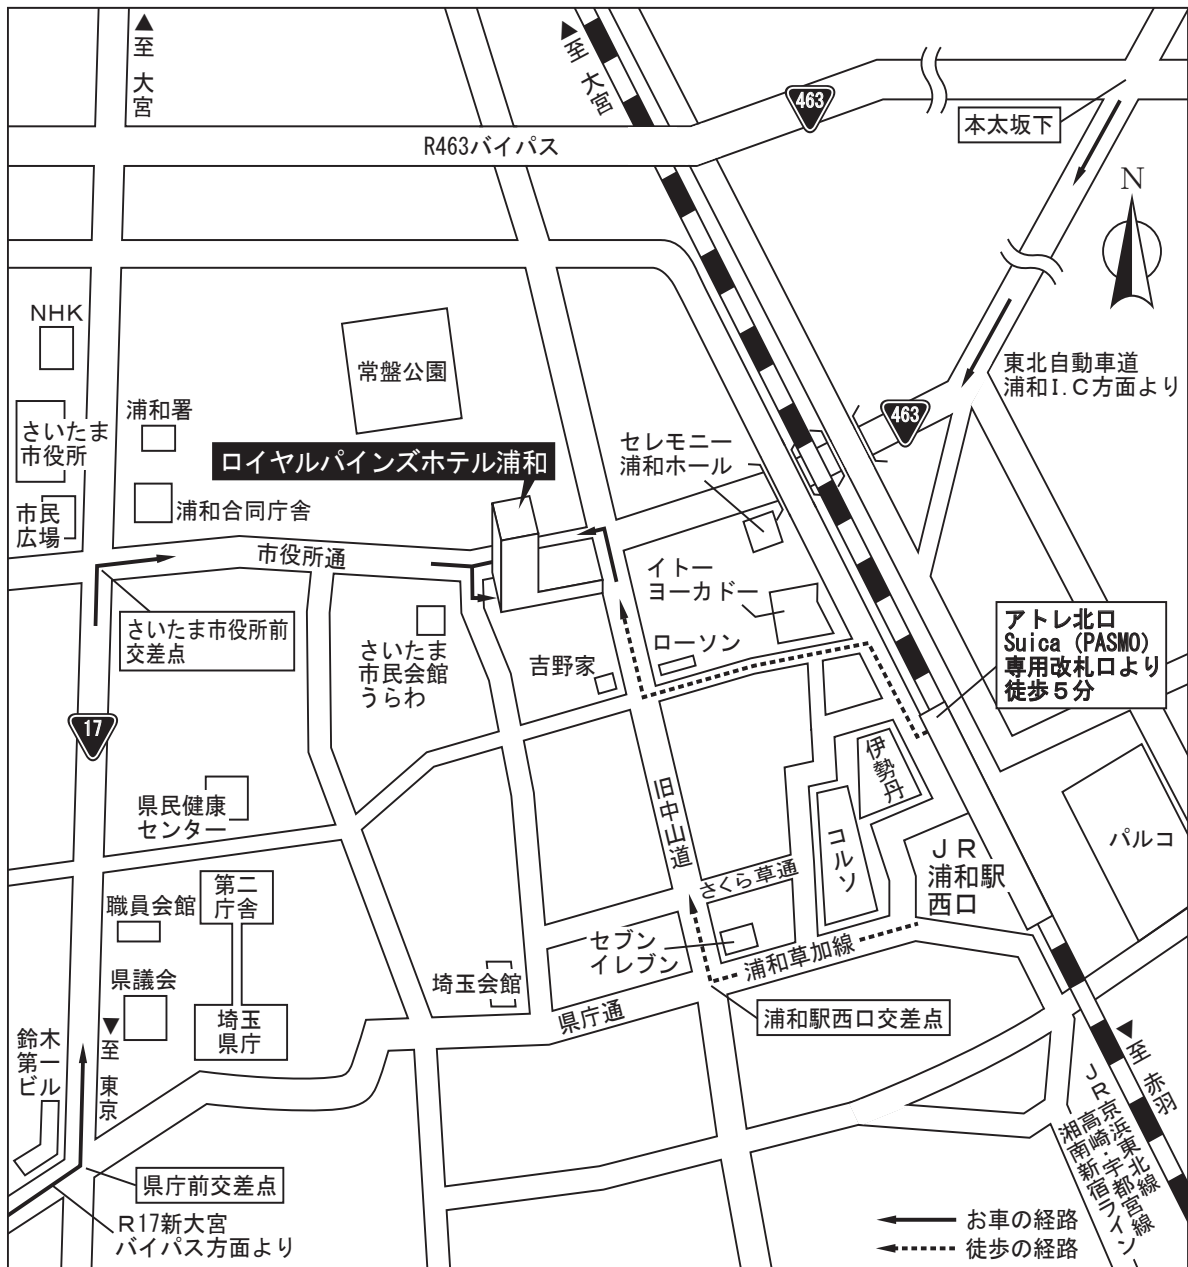 ▲至 大宮
▲至 大宮
463
本太坂下
R463バイパス
N
NHK
常盤公園
東北自動車道
浦和I.C方面より
463
さいたま
市役所
浦和署
セレモニー
浦和ホール
ロイヤルパインズホテル浦和
市民
広場
浦和合同庁舎
市役所通
イトー
ヨーカドー
さいたま市役所前
交差点
さいたま
市民会館
うらわ
吉野家
ローソン
アトレ北口
Suica（PASMO）
専用改札口より
徒歩５分
17
伊勢丹
旧中山道
県民健康
センター
コルソ
パルコ
ＪＲ
浦和駅
西口
さくら草通
職員会館
第二
庁舎
セブン
イレブン
浦和草加線
県議会
埼玉会館
県庁通
浦和駅西口交差点
埼玉
県庁
鈴木
第一
ビル
▼至 東京
▼至 赤羽
ＪＲ京浜東北線
高崎・宇都宮線
湘南新宿ライン
県庁前交差点
R17新大宮
バイパス方面より
お車の経路
徒歩の経路